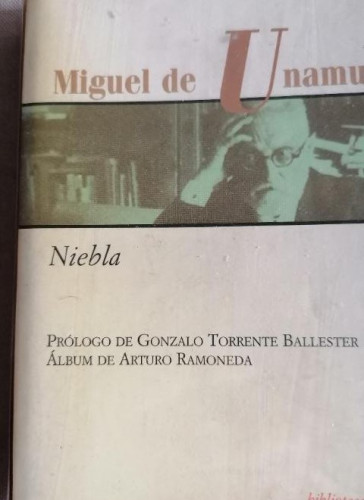 Miguel de Unamu
Niebla
PRÓLOGO DE GONZALO TORRENTE BALLESTER
ÁLBUM DE ARTURO RAMONEDA